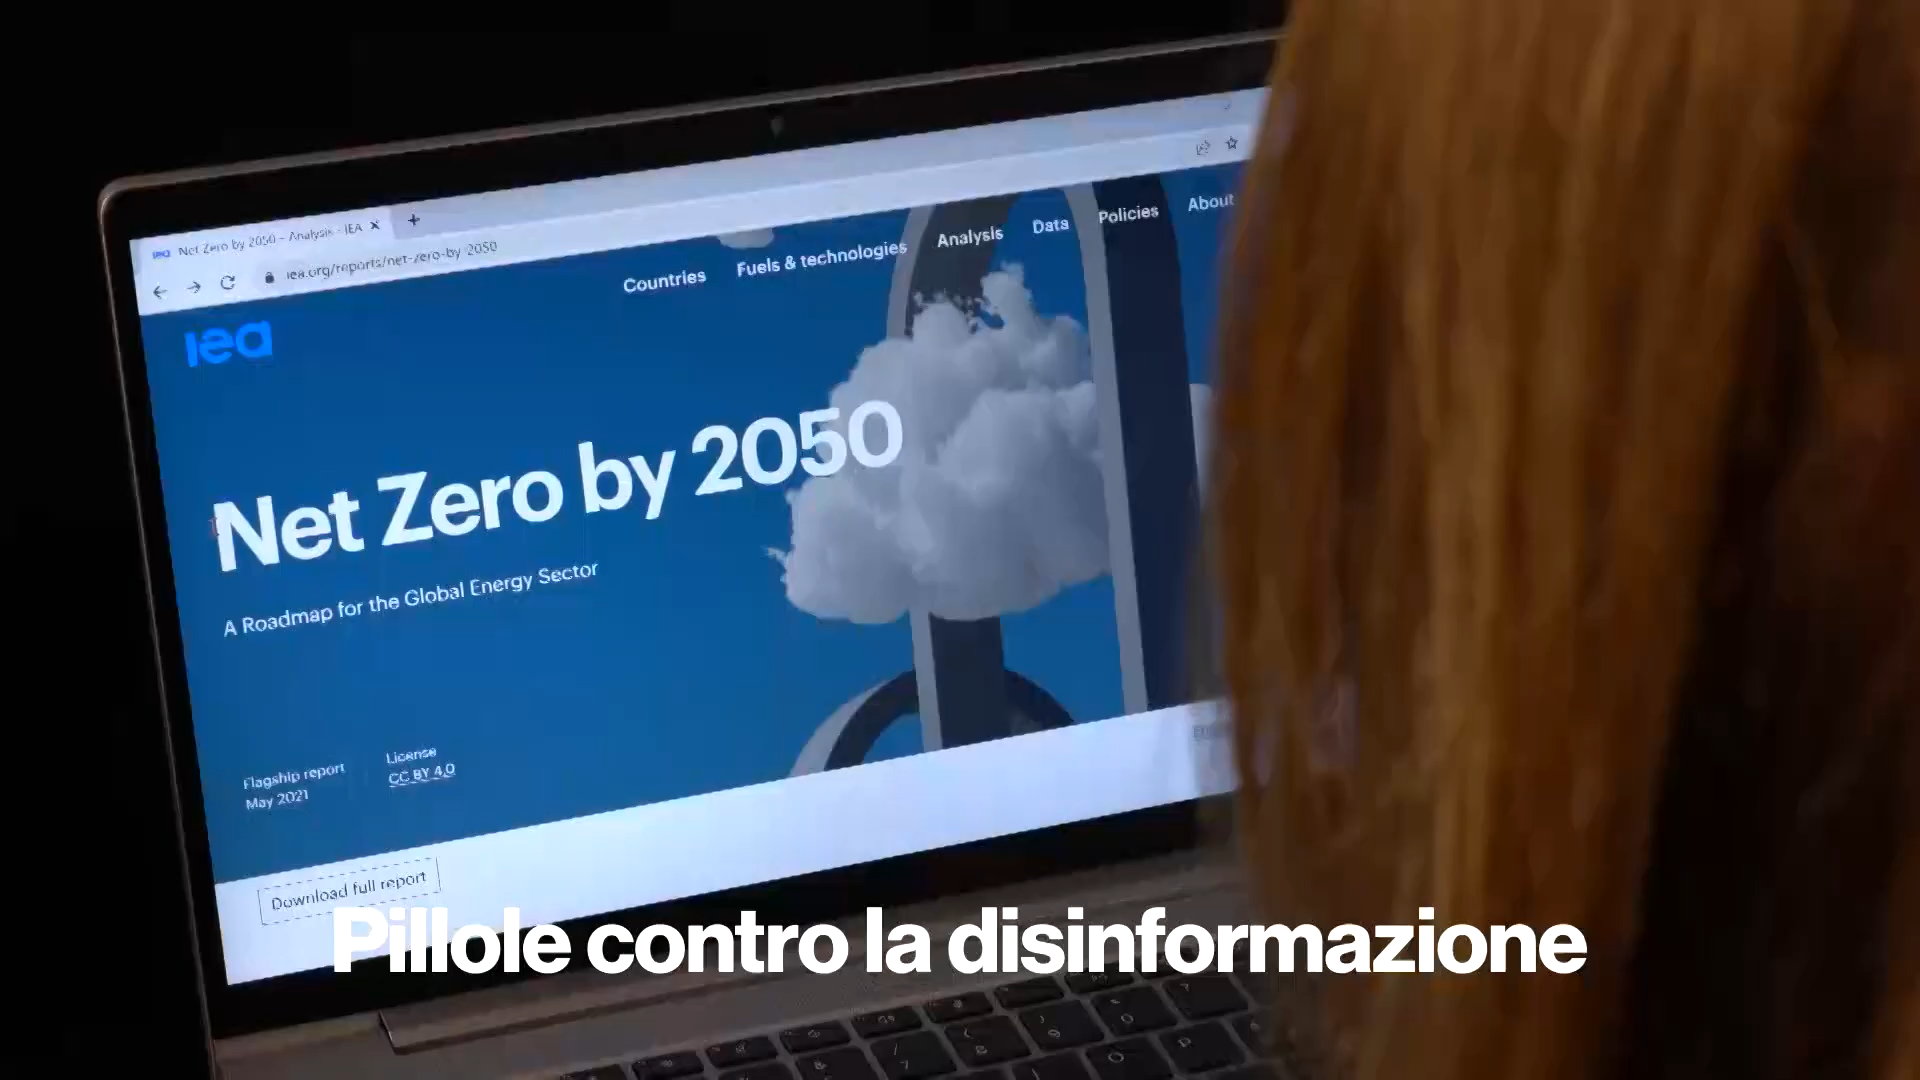 iea Net Zero by 2050 – Analysis - IEA
iea.org/reports/net-zero-by-2050
Countries Fuels & technologies Analysis Data Policies About
iea
Net Zero by 2050
A Roadmap for the Global Energy Sector
Flagship report
May 2021
License
CC BY 4.0
Download full report
Pillole contro la disinformazione